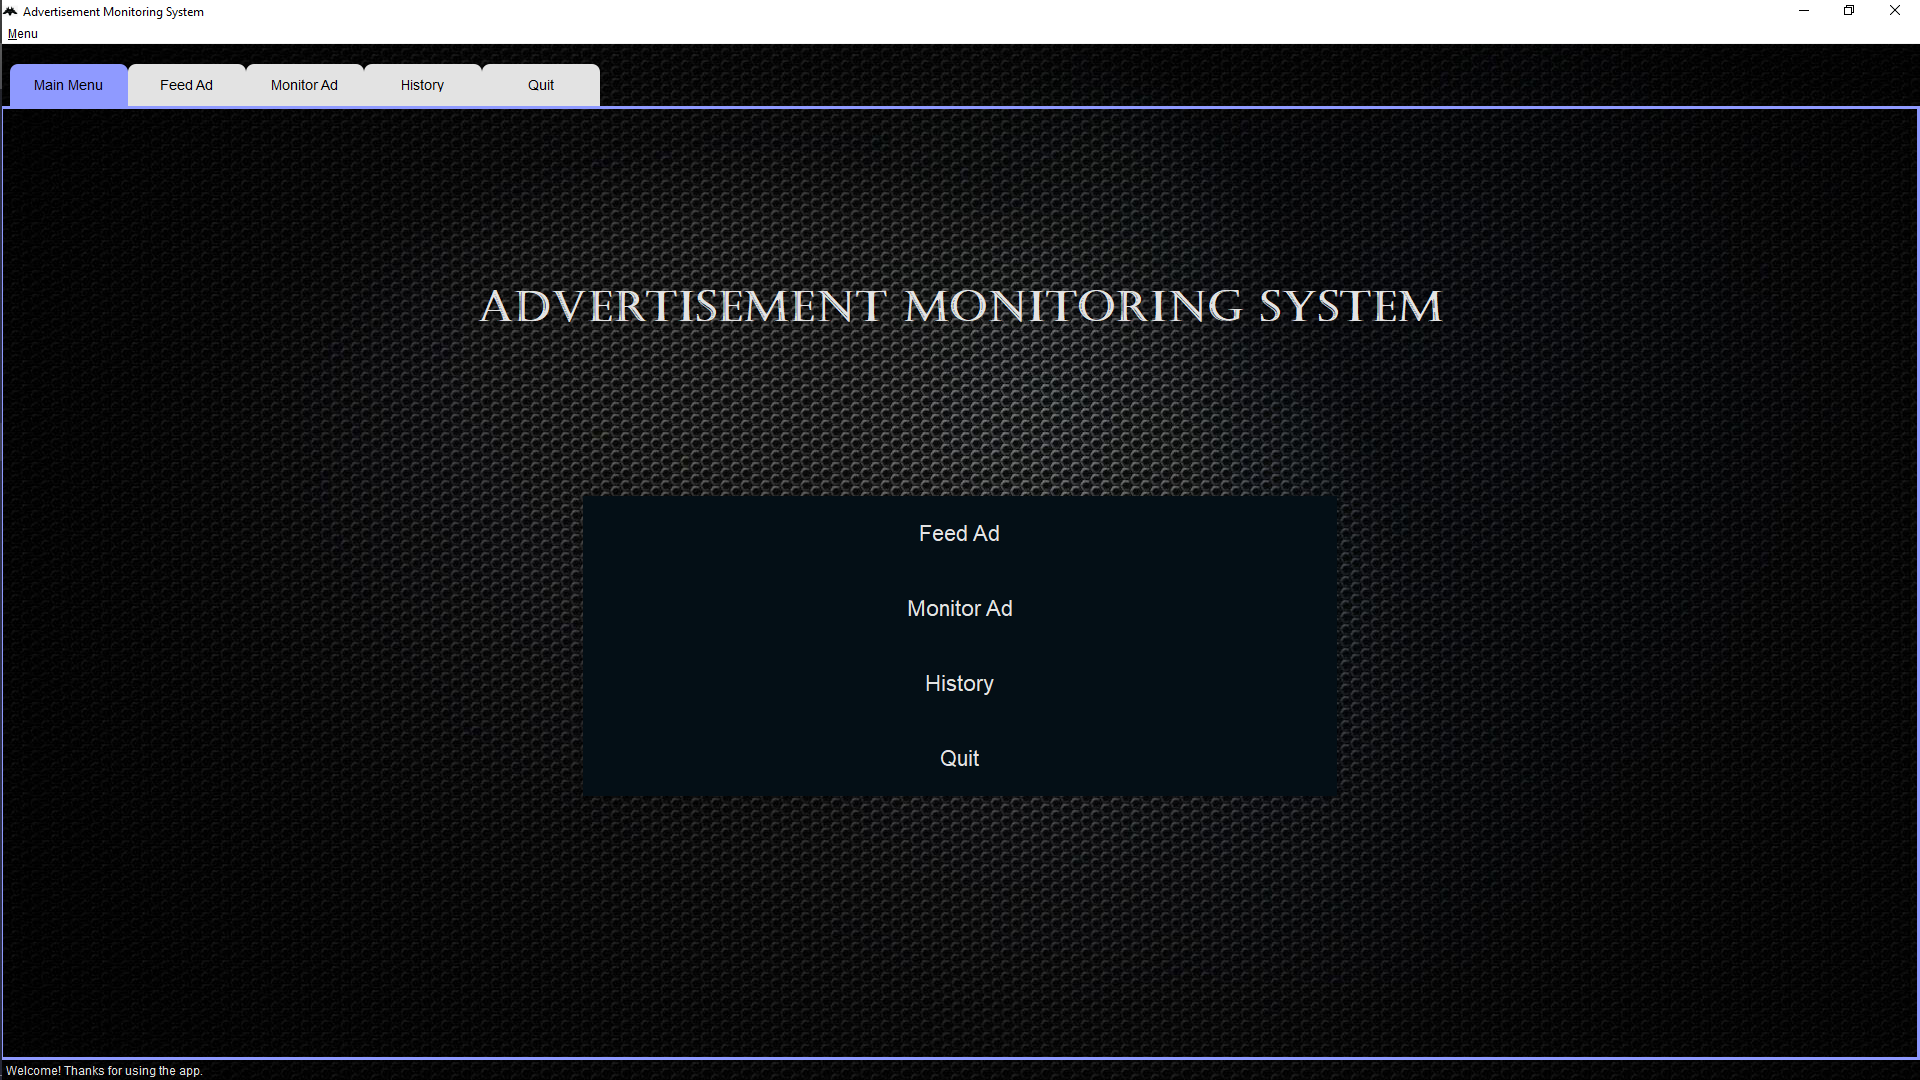 Advertisement Monitoring System
Menu
Main Menu Feed Ad Monitor Ad History Quit
ADVERTISEMENT MONITORING SYSTEM
Feed Ad
Monitor Ad
History
Quit
Welcome! Thanks for using the app.